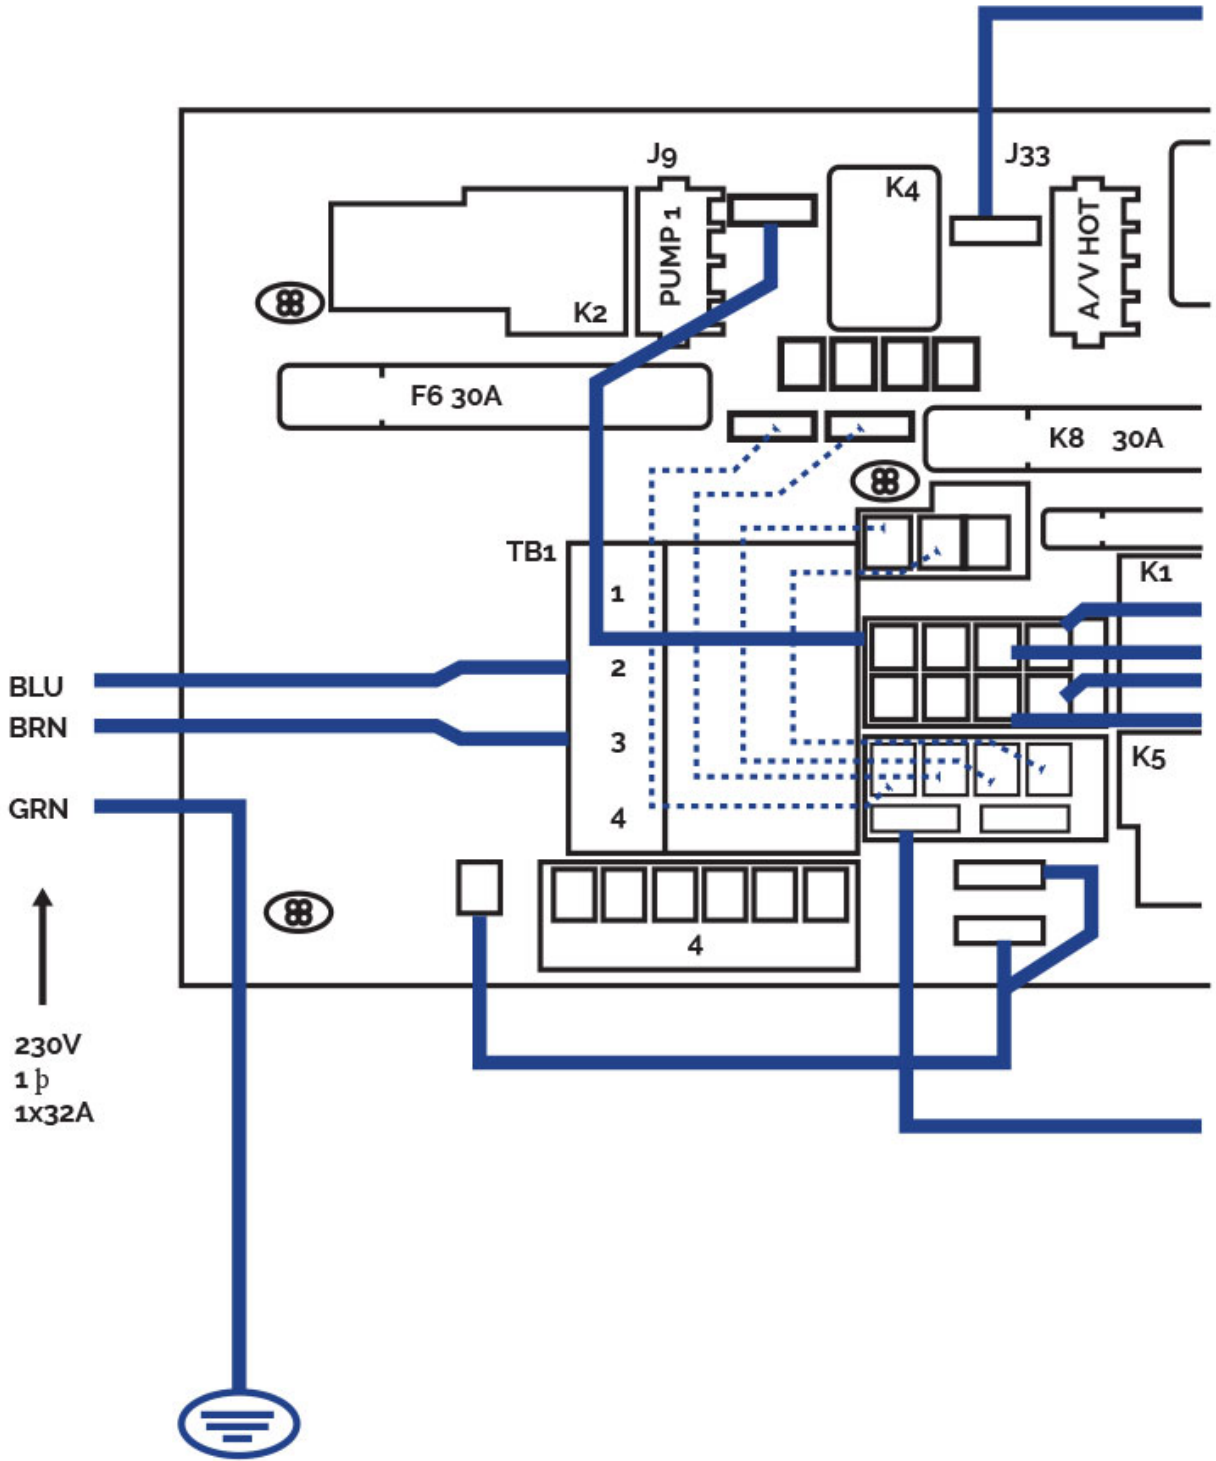 J9
J33
K4
PUMP 1
A/V HOT
K2
F6 30A
K8 30A
TB1
K1
1
BLU
2
BRN
3
K5
GRN
4
4
230V
1 þ
1x32A